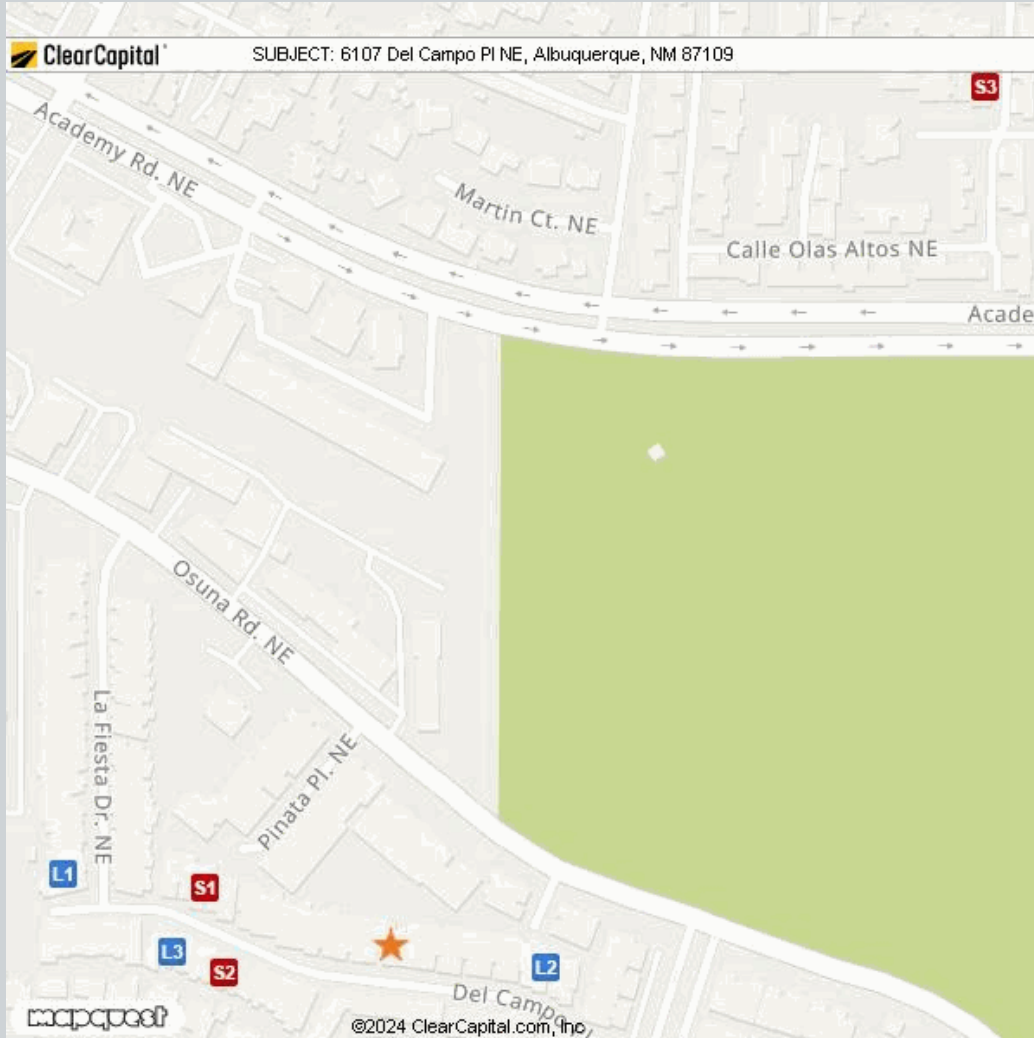 ClearCapital
SUBJECT: 6107 Del Campo Pl NE, Albuquerque, NM 87109
S3
Academy Rd. NE
Martin Ct. NE
Calle Olas Altos NE
Acade
Osuna Rd. NE
La Fiesta Dr. NE
Pinata Pl. NE
L1
S1
L3
S2
L2
Del Campo
mapquest
©2024 ClearCapital.com, Inc